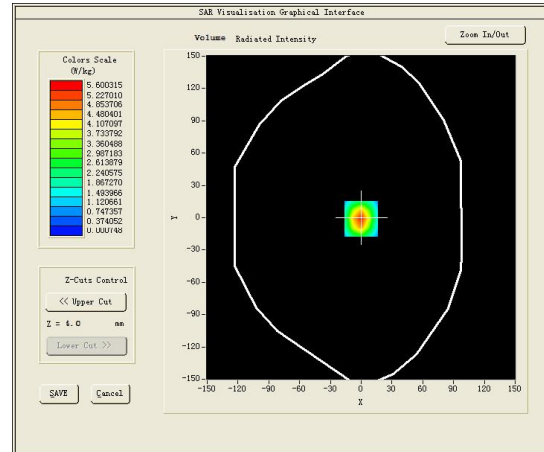 SAR Visualisation Graphical Interface
Volume Radiated Intensity
Zoom In/Out
Colors Scale
(W/kg)
5.600315
5.227010
4.853706
4.480401
4.107097
3.733792
3.360488
2.987183
2.613879
2.240575
1.867270
1.493966
1.120661
0.747357
0.374052
0.000748
Z-Cuts Control
<< Upper Cut
Z = 4.0 mm
Lower Cut >>
SAVE Cancel
150
120
90
60
30
0
-30
-60
-90
-120
-150
Y
-150 -120 -90 -60 -30 0 30 60 90 120 150
X